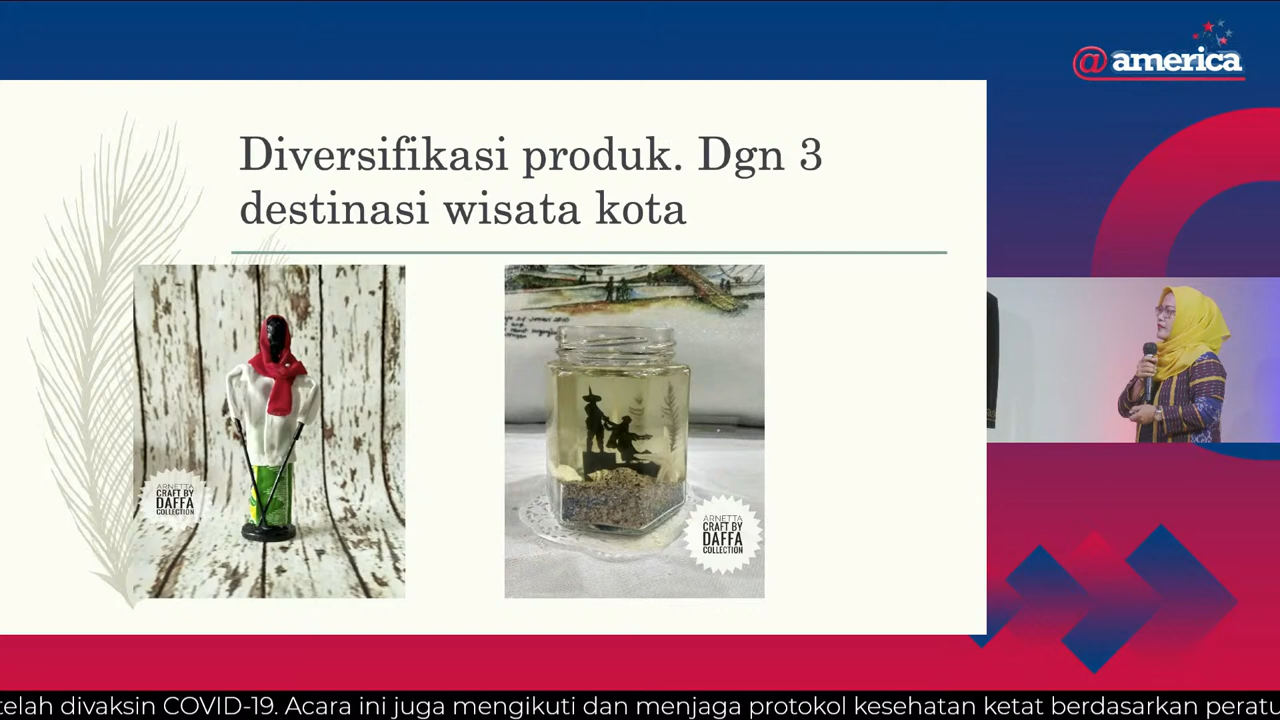 @america
Diversifikasi produk. Dgn 3
destinasi wisata kota
ARNETTA
CRAFT BY
DAFFA
COLLECTION
ARNETTA
CRAFT BY
DAFFA
COLLECTION
telah divaksin COVID-19. Acara ini juga mengikuti dan menjaga protokol kesehatan ketat berdasarkan peratu